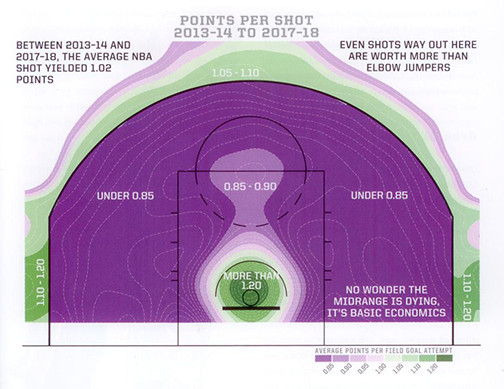 POINTS PER SHOT
2013-14 TO 2017-18
BETWEEN 2013-14 AND
2017-18, THE AVERAGE NBA
SHOT YIELDED 1.02
POINTS
EVEN SHOTS WAY OUT HERE
ARE WORTH MORE THAN
ELBOW JUMPERS
1.05 - 1.10
UNDER 0.85
0.85 - 0.90
UNDER 0.85
1.10 - 1.20
MORE THAN
1.20
1.10 - 1.20
NO WONDER THE
MIDRANGE IS DYING,
IT'S BASIC ECONOMICS
AVERAGE POINTS PER FIELD GOAL ATTEMPT
0.85 0.90 0.95 1.00 1.05 1.10 1.20